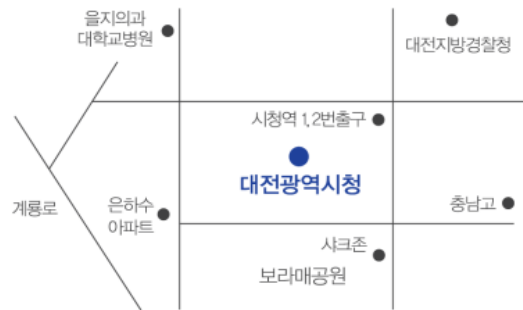 을지의과
대학교병원
대전지방경찰청
시청역 1, 2번출구
대전광역시청
계룡로
은하수
아파트
충남고
샤크존
보라매공원